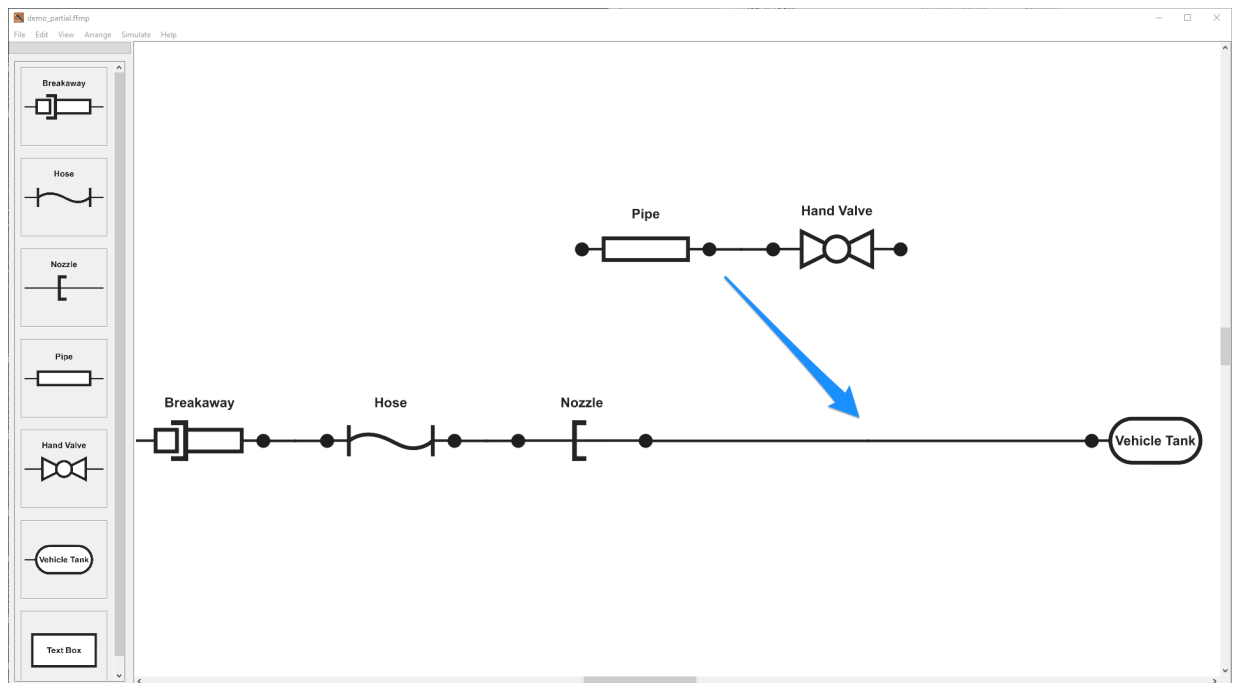 demo_partial.ffmp
File Edit View Arrange Simulate Help
Breakaway
Hose
Nozzle
Pipe
Hand Valve
Vehicle Tank
Text Box
Pipe
Hand Valve
Breakaway
Hose
Nozzle
Vehicle Tank